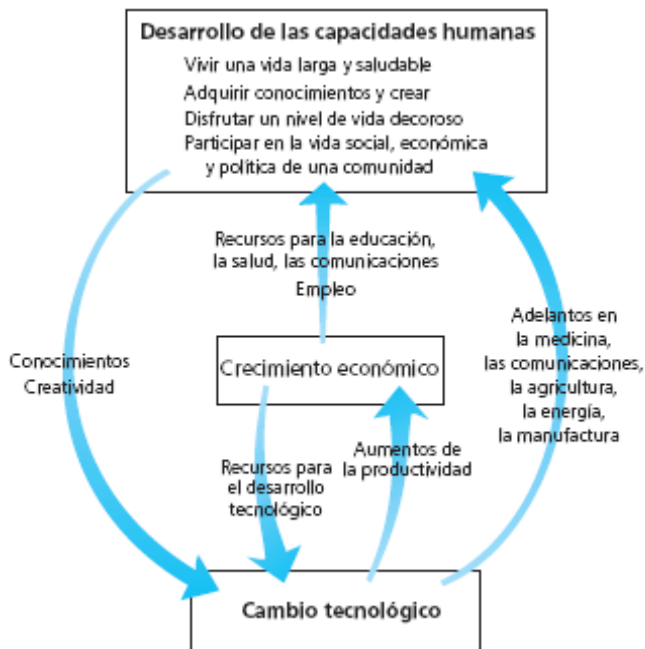 Desarrollo de las capacidades humanas
Vivir una vida larga y saludable
Adquirir conocimientos y crear
Disfrutar un nivel de vida decoroso
Participar en la vida social, económica
y política de una comunidad
Recursos para la educación,
la salud, las comunicaciones
Empleo
Conocimientos
Creatividad
Adelantos en
la medicina,
las comunicaciones,
la agricultura,
la energía,
la manufactura
Crecimiento económico
Recursos para
el desarrollo
tecnológico
Aumentos de
la productividad
Cambio tecnológico